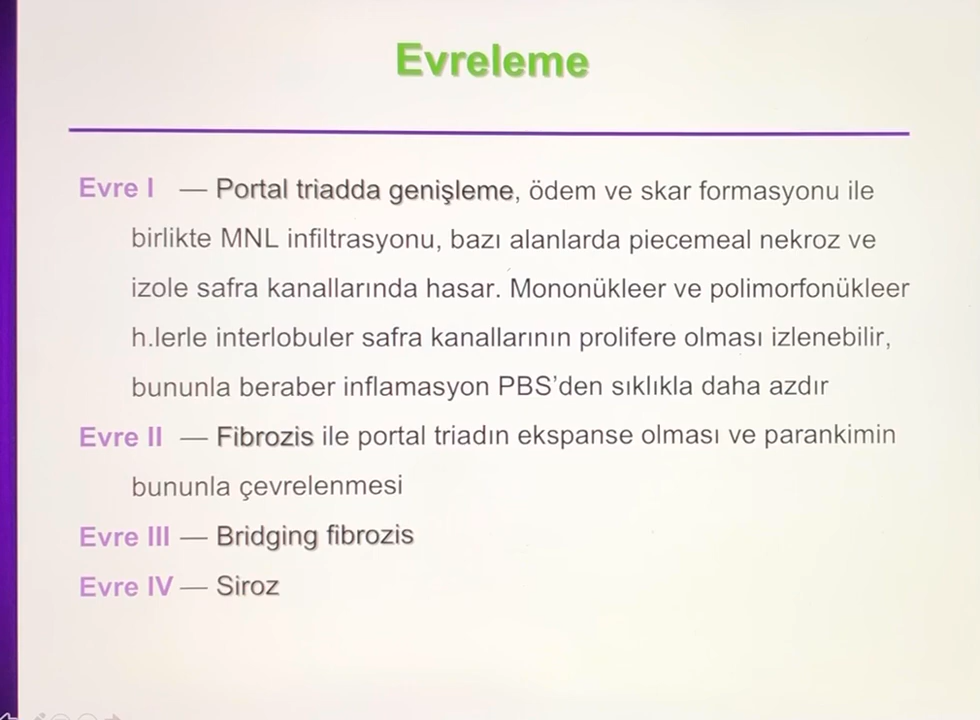 Evreleme
Evre I — Portal triadda genişleme, ödem ve skar formasyonu ile
birlikte MNL infiltrasyonu, bazı alanlarda piecemeal nekroz ve
izole safra kanallarında hasar. Mononükleer ve polimorfonükleer
h.lerle interlobuler safra kanallarının prolifere olması izlenebilir,
bununla beraber inflamasyon PBS'den sıklıkla daha azdır
Evre II — Fibrozis ile portal triadın ekspanse olması ve parankimin
bununla çevrelenmesi
Evre III — Bridging fibrozis
Evre IV — Siroz